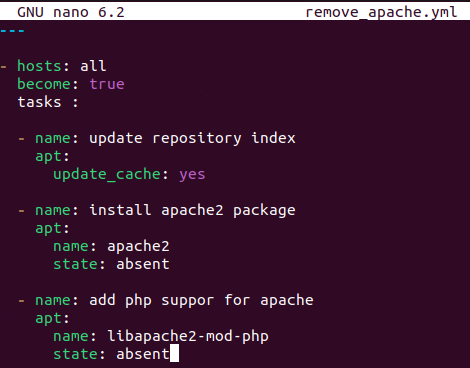 GNU nano 6.2 remove_apache.yml
---
- hosts: all
become: true
tasks :
- name: update repository index
apt:
update_cache: yes
- name: install apache2 package
apt:
name: apache2
state: absent
- name: add php suppor for apache
apt:
name: libapache2-mod-php
state: absent